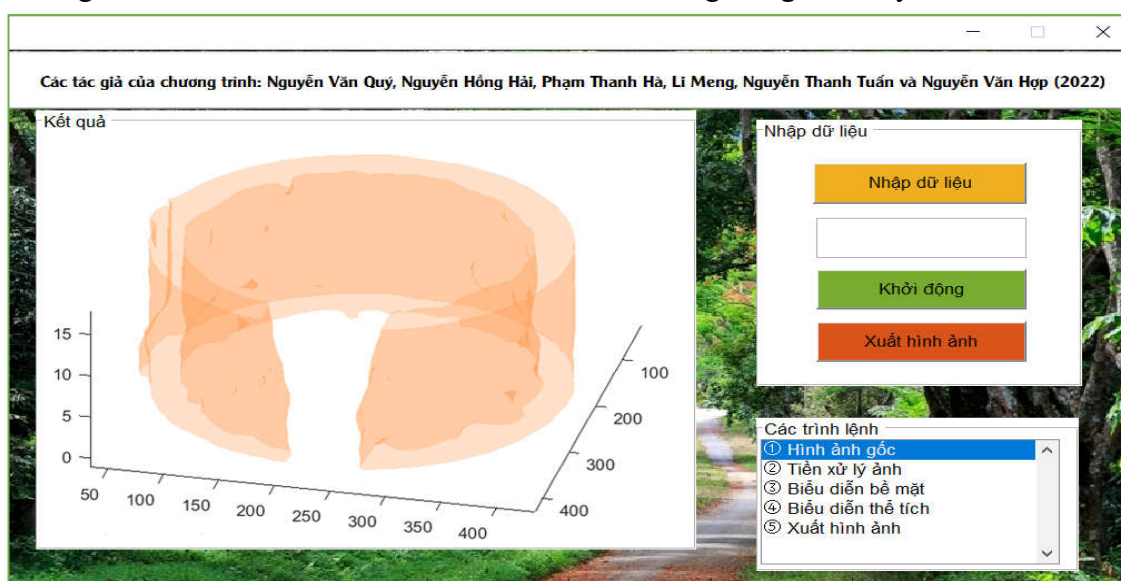 Các tác giả của chương trình: Nguyễn Văn Quý, Nguyễn Hồng Hải, Phạm Thanh Hà, Li Meng, Nguyễn Thanh Tuấn và Nguyễn Văn Hợp (2022)
Kết quả
15
10
5
0
50
100
150
200
250
300
350
400
100
200
300
400
Nhập dữ liệu
Nhập dữ liệu
Khởi động
Xuất hình ảnh
Các trình lệnh
① Hình ảnh gốc
② Tiền xử lý ảnh
③ Biểu diễn bề mặt
④ Biểu diễn thể tích
⑤ Xuất hình ảnh